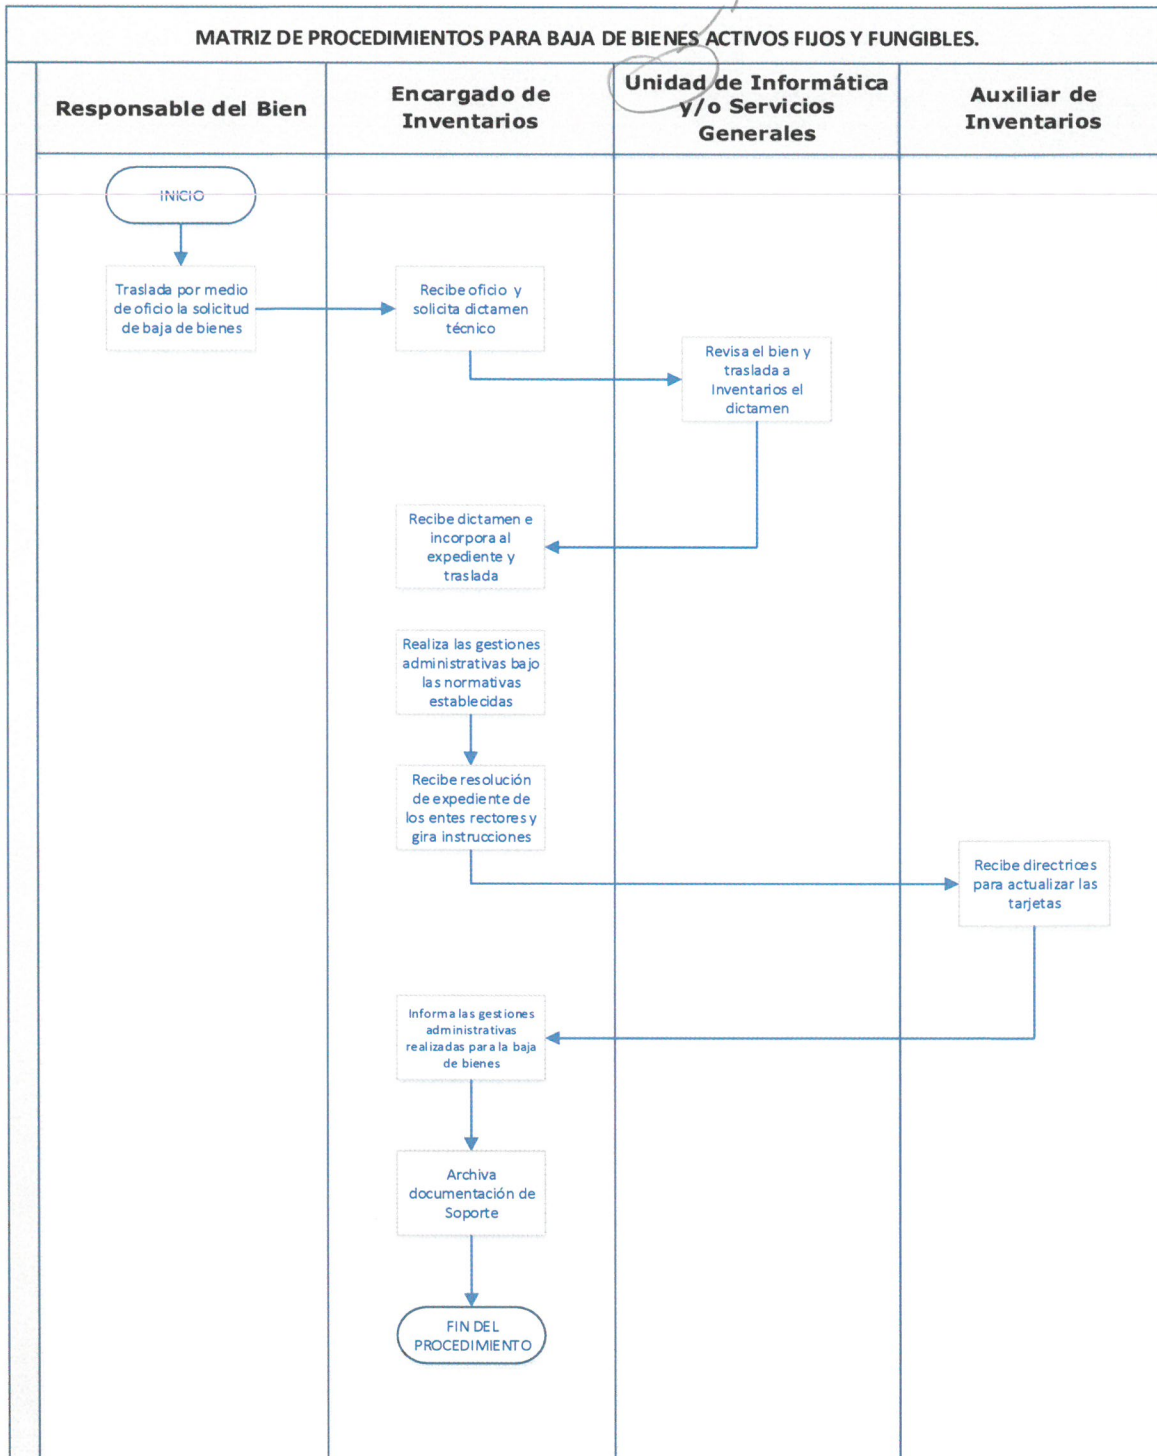 MATRIZ DE PROCEDIMIENTOS PARA BAJA DE BIENES ACTIVOS FIJOS Y FUNGIBLES.
Responsable del Bien
Encargado de
Inventarios
Unidad de Informática
y/o Servicios
Generales
Auxiliar de
Inventarios
INICIO
Traslada por medio
de oficio la solicitud
de baja de bienes
Recibe oficio y
solicita dictamen
técnico
Revisa el bien y
traslada a
Inventarios el
dictamen
Recibe dictamen e
incorpora al
expediente y
traslada
Realiza las gestiones
administrativas bajo
las normativas
establecidas
Recibe resolución
de expediente de
los entes rectores y
gira instrucciones
Recibe directrices
para actualizar las
tarjetas
Informa las gestiones
administrativas
realizadas para la baja
de bienes
Archiva
documentación de
Soporte
FIN DEL
PROCEDIMIENTO